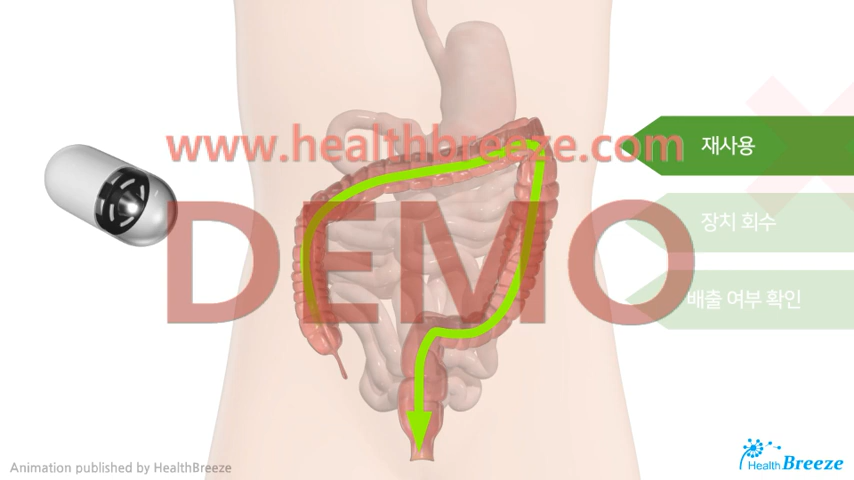 www.healthbreeze.com
재사용
장치 회수
DEMO
배출 여부 확인
Animation published by HealthBreeze
Health Breeze